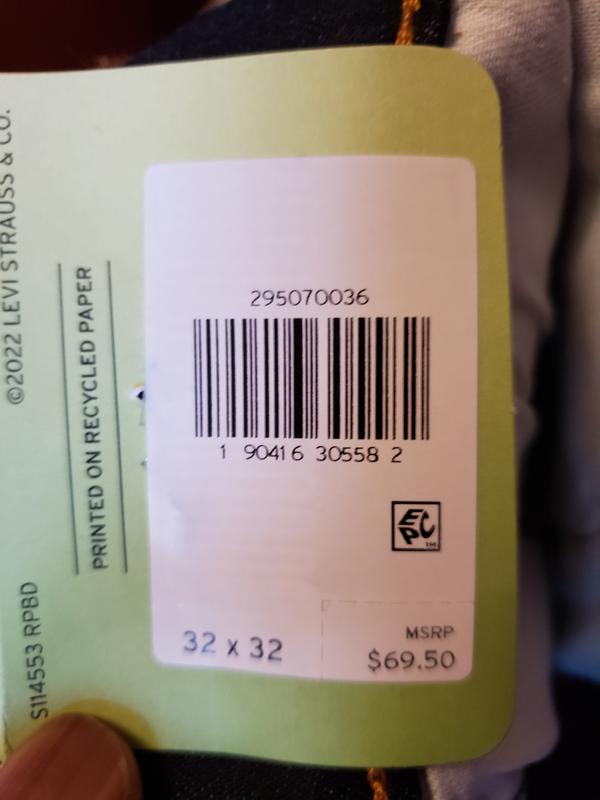 ©2022 LEVI STRAUSS & CO.
PRINTED ON RECYCLED PAPER
S114553 RPBD
295070036
1 90416 30558 2
EPC™
32 x 32
MSRP
$69.50